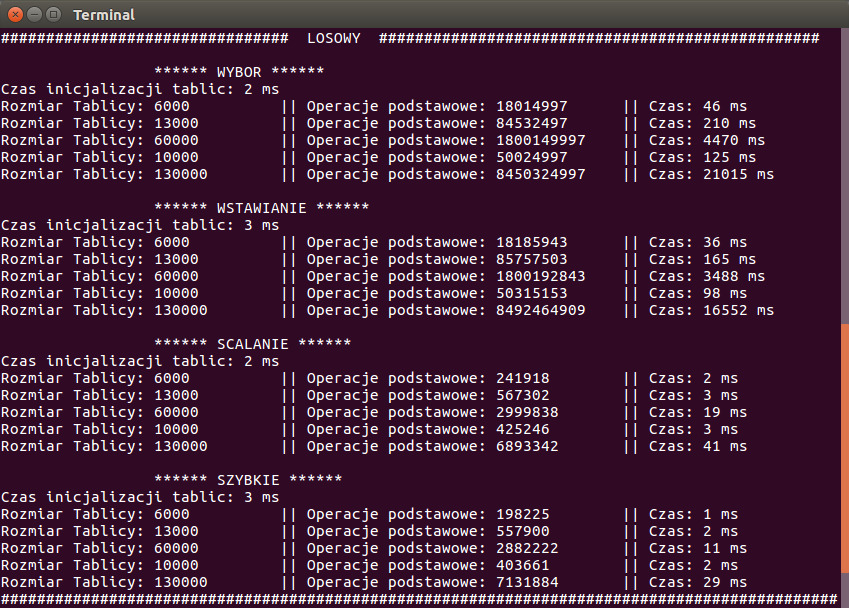 Terminal
################################  LOSOWY  #################################################
****** WYBOR ******
Czas inicjalizacji tablic: 2 ms
Rozmiar Tablicy: 6000 || Operacje podstawowe: 18014997 || Czas: 46 ms
Rozmiar Tablicy: 13000 || Operacje podstawowe: 84532497 || Czas: 210 ms
Rozmiar Tablicy: 60000 || Operacje podstawowe: 1800149997 || Czas: 4470 ms
Rozmiar Tablicy: 10000 || Operacje podstawowe: 50024997 || Czas: 125 ms
Rozmiar Tablicy: 130000 || Operacje podstawowe: 8450324997 || Czas: 21015 ms
****** WSTAWIANIE ******
Czas inicjalizacji tablic: 3 ms
Rozmiar Tablicy: 6000 || Operacje podstawowe: 18185943 || Czas: 36 ms
Rozmiar Tablicy: 13000 || Operacje podstawowe: 85757503 || Czas: 165 ms
Rozmiar Tablicy: 60000 || Operacje podstawowe: 1800192843 || Czas: 3488 ms
Rozmiar Tablicy: 10000 || Operacje podstawowe: 50315153 || Czas: 98 ms
Rozmiar Tablicy: 130000 || Operacje podstawowe: 8492464909 || Czas: 16552 ms
****** SCALANIE ******
Czas inicjalizacji tablic: 2 ms
Rozmiar Tablicy: 6000 || Operacje podstawowe: 241918 || Czas: 2 ms
Rozmiar Tablicy: 13000 || Operacje podstawowe: 567302 || Czas: 3 ms
Rozmiar Tablicy: 60000 || Operacje podstawowe: 2999838 || Czas: 19 ms
Rozmiar Tablicy: 10000 || Operacje podstawowe: 425246 || Czas: 3 ms
Rozmiar Tablicy: 130000 || Operacje podstawowe: 6893342 || Czas: 41 ms
****** SZYBKIE ******
Czas inicjalizacji tablic: 3 ms
Rozmiar Tablicy: 6000 || Operacje podstawowe: 198225 || Czas: 1 ms
Rozmiar Tablicy: 13000 || Operacje podstawowe: 557900 || Czas: 2 ms
Rozmiar Tablicy: 60000 || Operacje podstawowe: 2882222 || Czas: 11 ms
Rozmiar Tablicy: 10000 || Operacje podstawowe: 403661 || Czas: 2 ms
Rozmiar Tablicy: 130000 || Operacje podstawowe: 7131884 || Czas: 29 ms
#############################################################################################